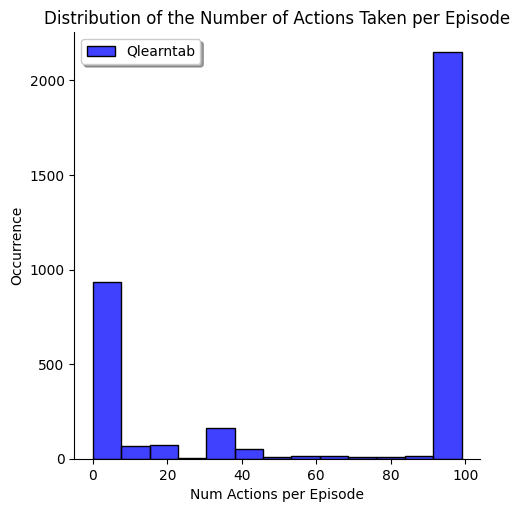 Distribution of the Number of Actions Taken per Episode
Qlearntab
2000
1500
1000
500
0
Occurrence
0 20 40 60 80 100
Num Actions per Episode